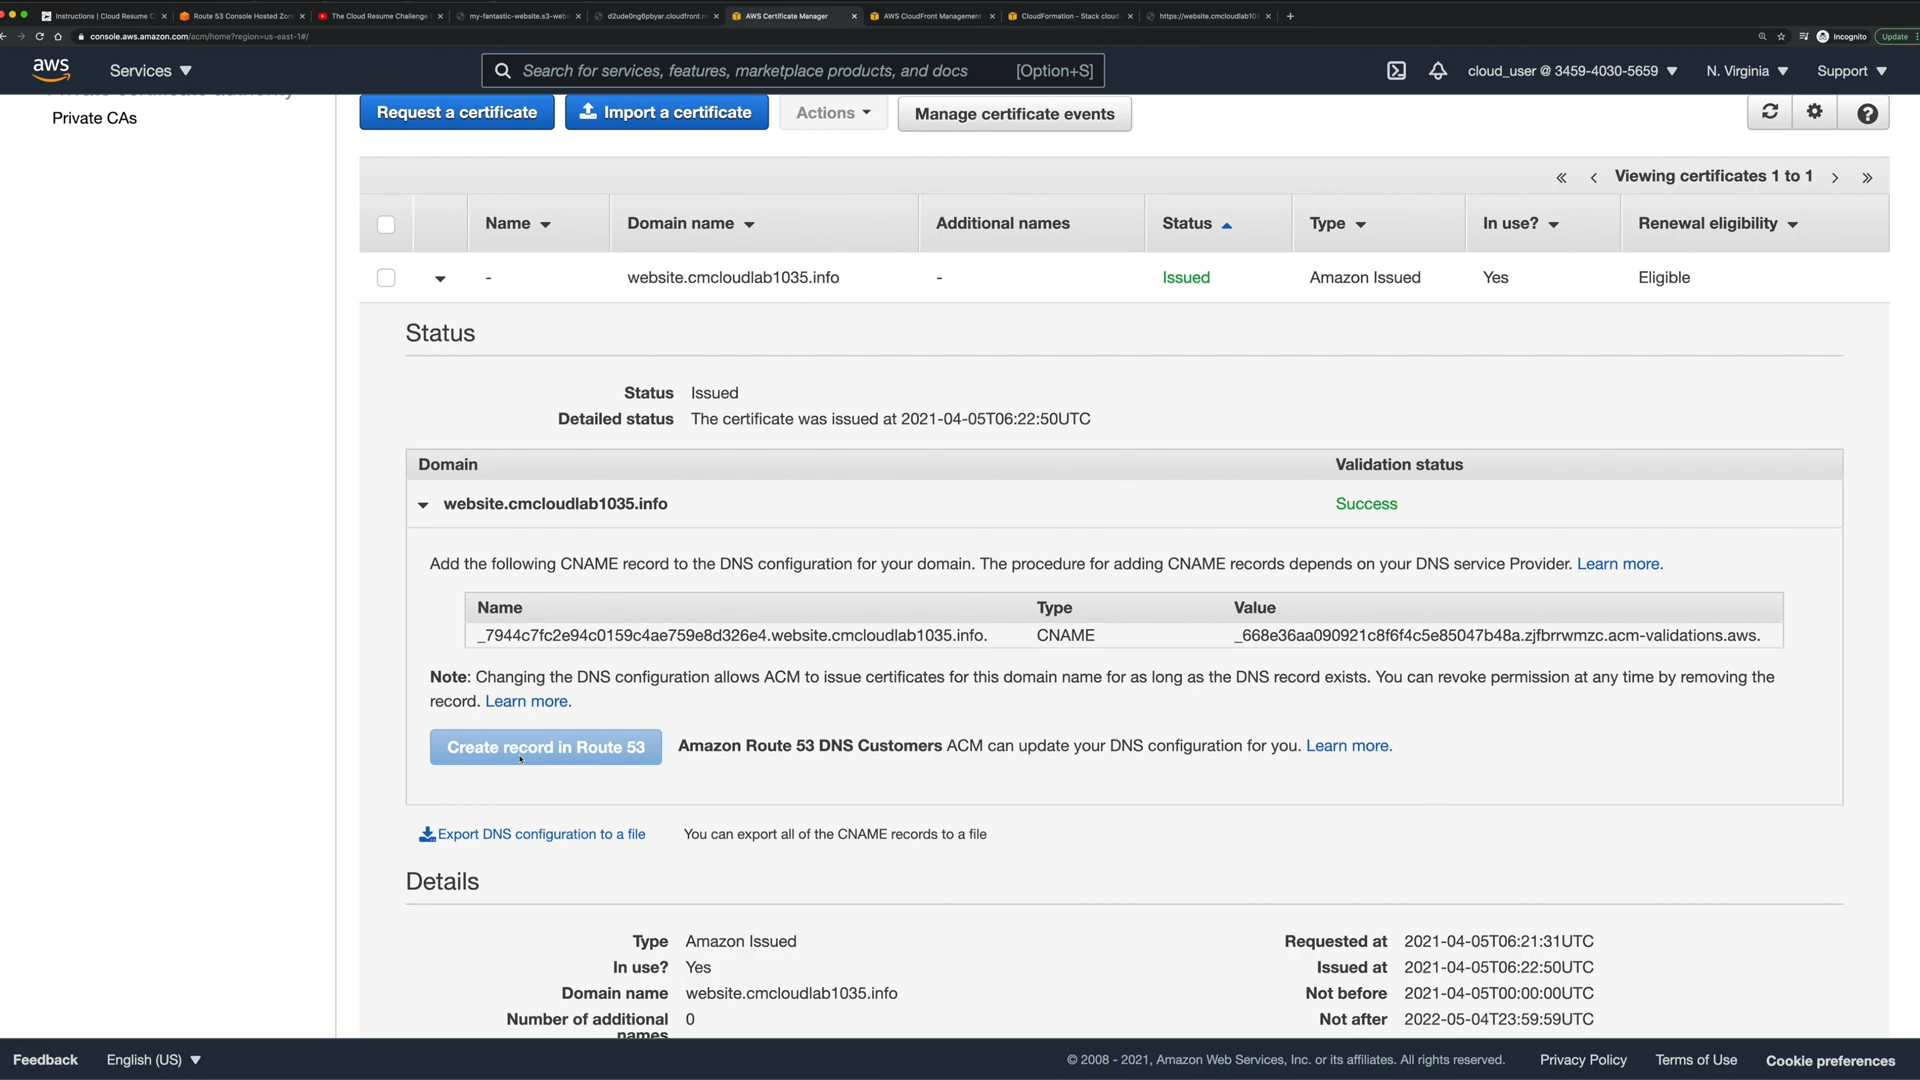 Instructions | Cloud Resume C
Route 53 Console Hosted Zon
The Cloud Resume Challenge
my-fantastic-website.s3-web
d2ude0ng6pbyar.cloudfront.n
AWS Certificate Manager
AWS CloudFront Management
CloudFormation - Stack cloud
https://website.cmcloudlab10
console.aws.amazon.com/acm/home?region=us-east-1#/
Incognito
Update
aws
Services
Search for services, features, marketplace products, and docs
[Option+S]
cloud_user @ 3459-4030-5659
N. Virginia
Support
Private CAs
Request a certificate
Import a certificate
Actions
Manage certificate events
Viewing certificates 1 to 1
Name
Domain name
Additional names
Status
Type
In use?
Renewal eligibility
-
website.cmcloudlab1035.info
-
Issued
Amazon Issued
Yes
Eligible
Status
Status Issued
Detailed status The certificate was issued at 2021-04-05T06:22:50UTC
Domain
Validation status
website.cmcloudlab1035.info
Success
Add the following CNAME record to the DNS configuration for your domain. The procedure for adding CNAME records depends on your DNS service Provider. Learn more.
Name
Type
Value
_7944c7fc2e94c0159c4ae759e8d326e4.website.cmcloudlab1035.info.
CNAME
_668e36aa090921c8f6f4c5e85047b48a.zjfbrrwmzc.acm-validations.aws.
Note: Changing the DNS configuration allows ACM to issue certificates for this domain name for as long as the DNS record exists. You can revoke permission at any time by removing the
record. Learn more.
Create record in Route 53
Amazon Route 53 DNS Customers ACM can update your DNS configuration for you. Learn more.
Export DNS configuration to a file
You can export all of the CNAME records to a file
Details
Type Amazon Issued
In use? Yes
Domain name website.cmcloudlab1035.info
Number of additional 0
names
Requested at 2021-04-05T06:21:31UTC
Issued at 2021-04-05T06:22:50UTC
Not before 2021-04-05T00:00:00UTC
Not after 2022-05-04T23:59:59UTC
Feedback
English (US)
© 2008 - 2021, Amazon Web Services, Inc. or its affiliates. All rights reserved.
Privacy Policy
Terms of Use
Cookie preferences